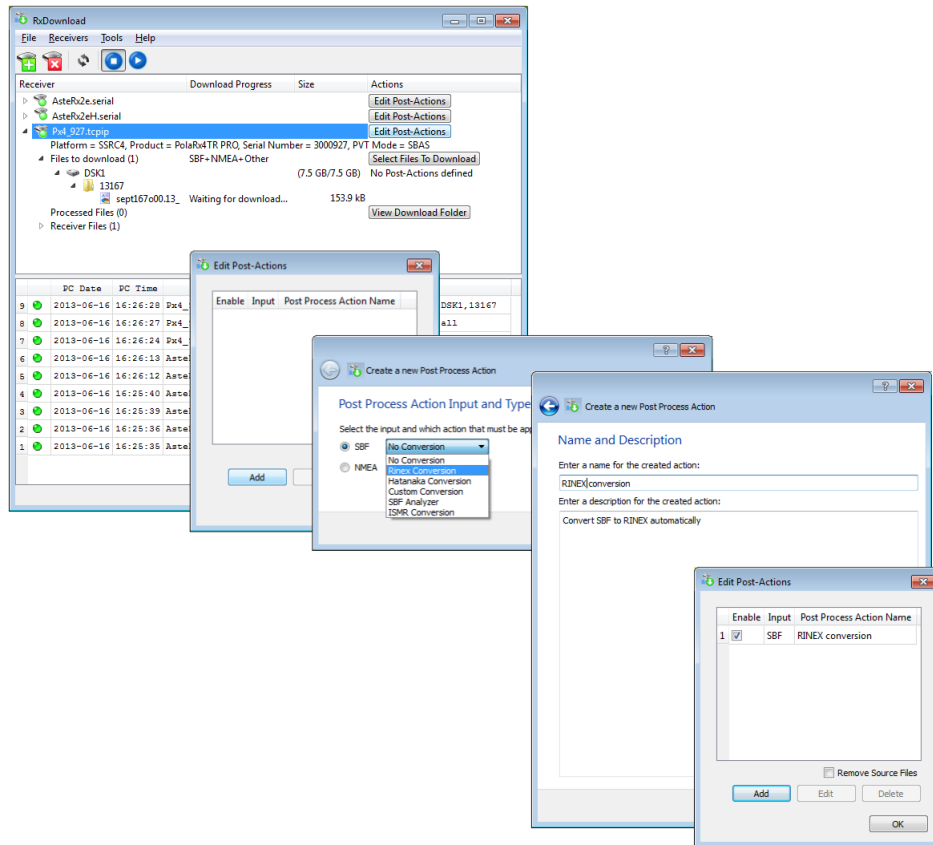 RxDownload
File Receivers Tools Help
Receiver Download Progress Size Actions
AsteRx2e.serial Edit Post-Actions
AsteRx2eH.serial Edit Post-Actions
Px4_927.tcpip Edit Post-Actions
Platform = SSRC4, Product = PolaRx4TR PRO, Serial Number = 3000927, PVT Mode = SBAS
Files to download (1) SBF+NMEA+Other Select Files To Download
DSK1 (7.5 GB/7.5 GB) No Post-Actions defined
13167
sept167o00.13_ Waiting for download... 153.9 kB
Processed Files (0) View Download Folder
Receiver Files (1)
PC Date PC Time
9 2013-06-16 16:26:28 Px4_ DSK1,13167
8 2013-06-16 16:26:27 Px4_ all
7 2013-06-16 16:26:24 Px4_
6 2013-06-16 16:26:13 Aste
5 2013-06-16 16:26:12 Aste
4 2013-06-16 16:25:40 Aste
3 2013-06-16 16:25:39 Aste
2 2013-06-16 16:25:36 Aste
1 2013-06-16 16:25:35 Aste
Edit Post-Actions
Enable Input Post Process Action Name
Add
Create a new Post Process Action
Post Process Action Input and Type
Select the input and which action that must be ap
SBF No Conversion
No Conversion
NMEA Rinex Conversion
Hatanaka Conversion
Custom Conversion
SBF Analyzer
ISMR Conversion
Create a new Post Process Action
Name and Description
Enter a name for the created action:
RINEX conversion
Enter a description for the created action:
Convert SBF to RINEX automatically
Edit Post-Actions
Enable Input Post Process Action Name
1 SBF RINEX conversion
Remove Source Files
Add Edit Delete
OK